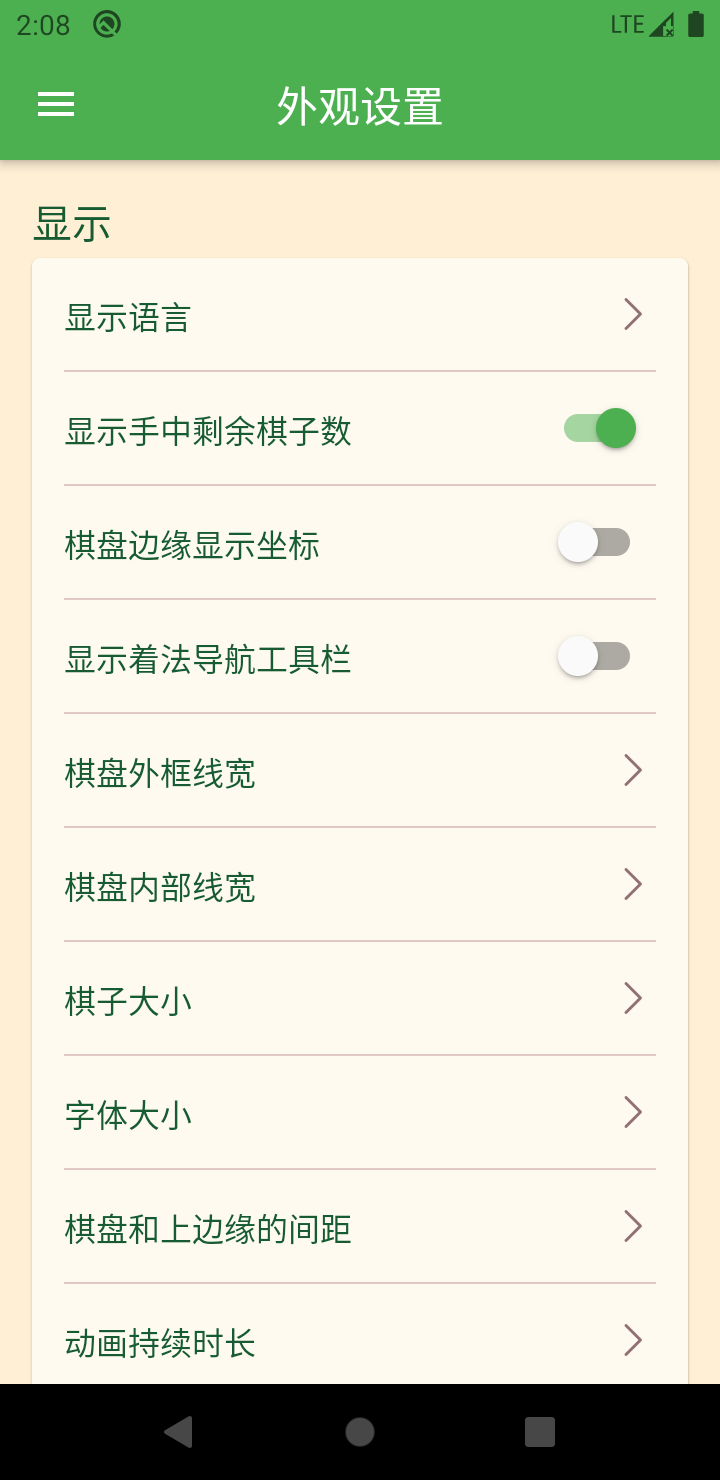 2:08
LTE
外观设置
显示
显示语言
显示手中剩余棋子数
棋盘边缘显示坐标
显示着法导航工具栏
棋盘外框线宽
棋盘内部线宽
棋子大小
字体大小
棋盘和上边缘的间距
动画持续时长